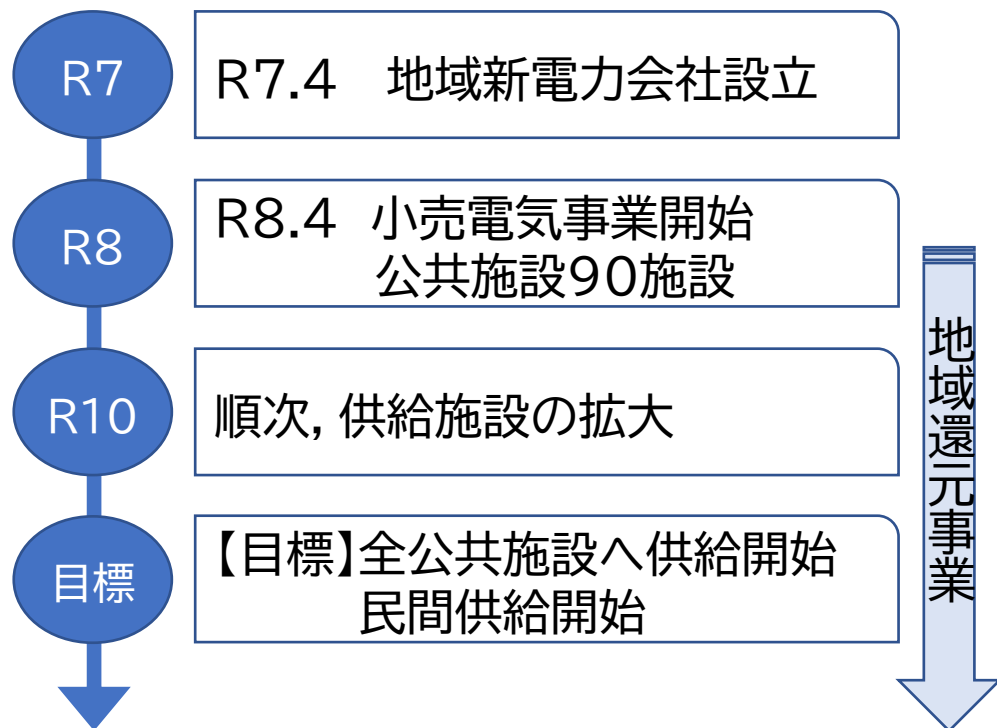 R7
R7.4　地域新電力会社設立
R8
R8.4　小売電気事業開始
公共施設90施設
R10
順次，供給施設の拡大
目標
【目標】全公共施設へ供給開始
民間供給開始
地域還元事業